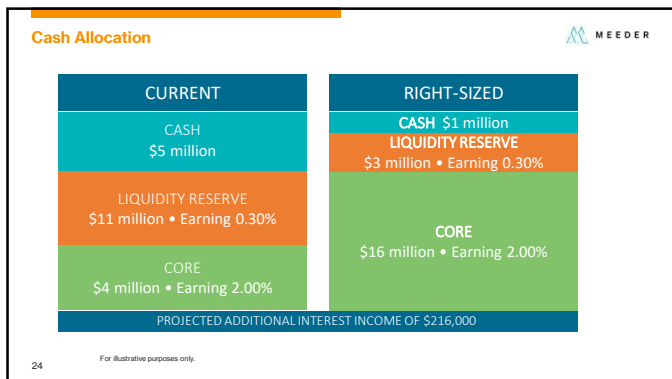 Cash Allocation
MEEDER
CURRENT
CASH
$5 million
LIQUIDITY RESERVE
$11 million • Earning 0.30%
CORE
$4 million • Earning 2.00%
RIGHT-SIZED
CASH $1 million
LIQUIDITY RESERVE
$3 million • Earning 0.30%
CORE
$16 million • Earning 2.00%
PROJECTED ADDITIONAL INTEREST INCOME OF $216,000
For illustrative purposes only.
24